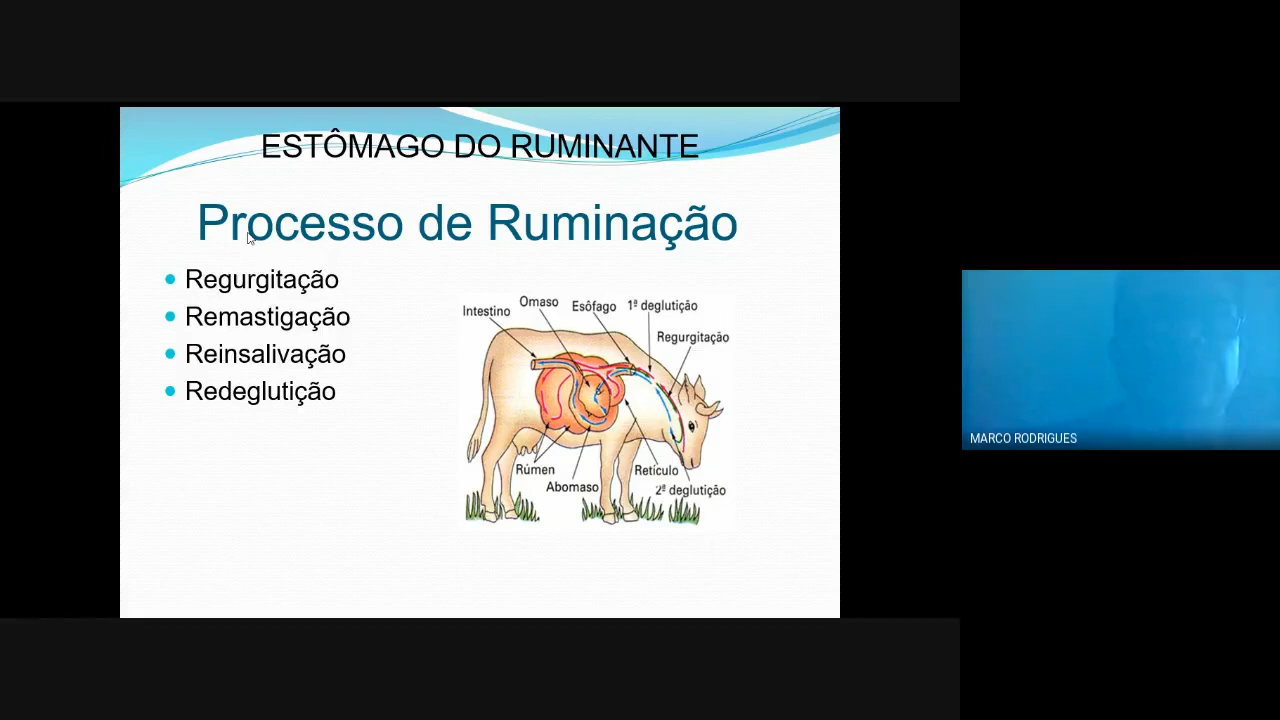 ESTÔMAGO DO RUMINANTE
Processo de Ruminação
Regurgitação
Remastigação
Reinsalivação
Redeglutição
Intestino
Omaso
Esôfago
1ª deglutição
Regurgitação
Rúmen
Abomaso
Retículo
2ª deglutição
MARCO RODRIGUES